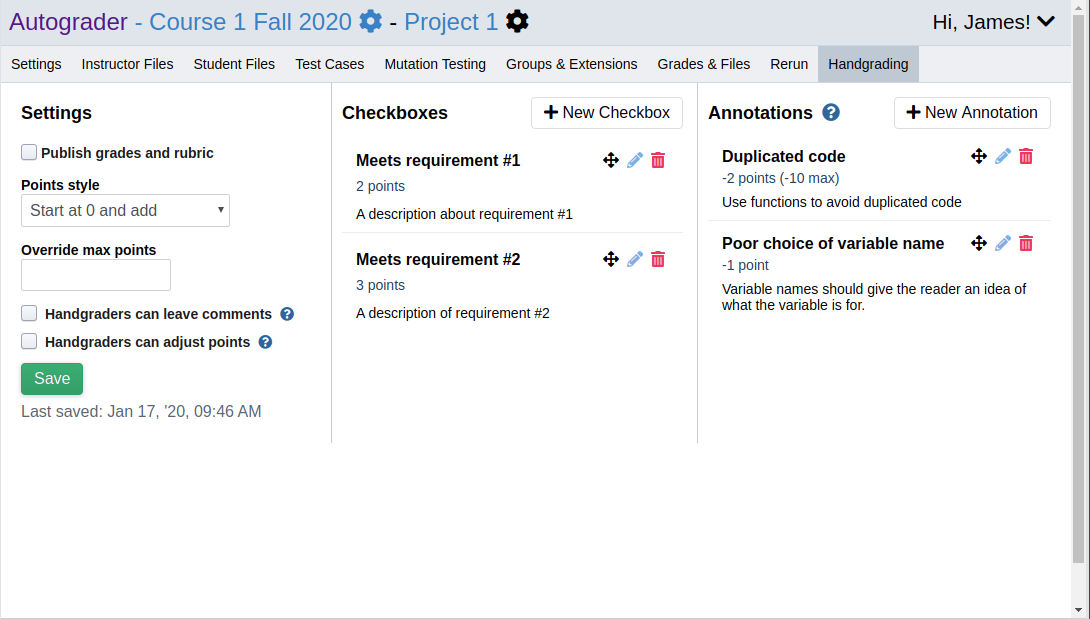 Autograder - Course 1 Fall 2020 - Project 1
Hi, James!
Settings Instructor Files Student Files Test Cases Mutation Testing Groups & Extensions Grades & Files Rerun Handgrading
Settings
Publish grades and rubric
Points style
Start at 0 and add
Override max points
Handgraders can leave comments ?
Handgraders can adjust points ?
Save
Last saved: Jan 17, '20, 09:46 AM
Checkboxes
New Checkbox
Meets requirement #1
2 points
A description about requirement #1
Meets requirement #2
3 points
A description of requirement #2
Annotations ?
New Annotation
Duplicated code
-2 points (-10 max)
Use functions to avoid duplicated code
Poor choice of variable name
-1 point
Variable names should give the reader an idea of
what the variable is for.